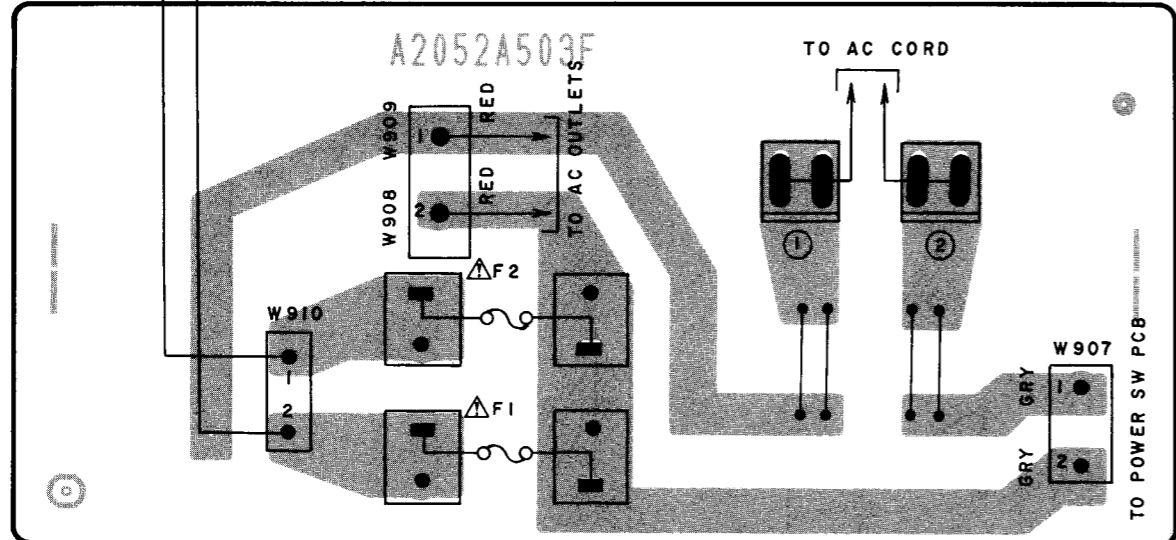 A2052A503F
TO AC CORD
W909
1
RED
W908
2
RED
TO AC OUTLETS
1
2
⚠F2
W910
1
2
⚠F1
W907
GRY
1
GRY
2
TO POWER SW PCB